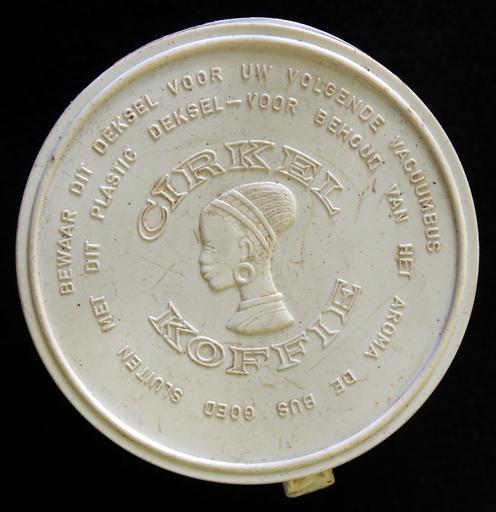 BEWAAR DIT DEKSEL VOOR UW VOLGENDE VACUUMBUS
DIT PLASTIC DEKSEL-VOOR BEHOUD VAN HET AROMA DE BUS GOED SLUITEN MET
CIRKEL
KOFFIE